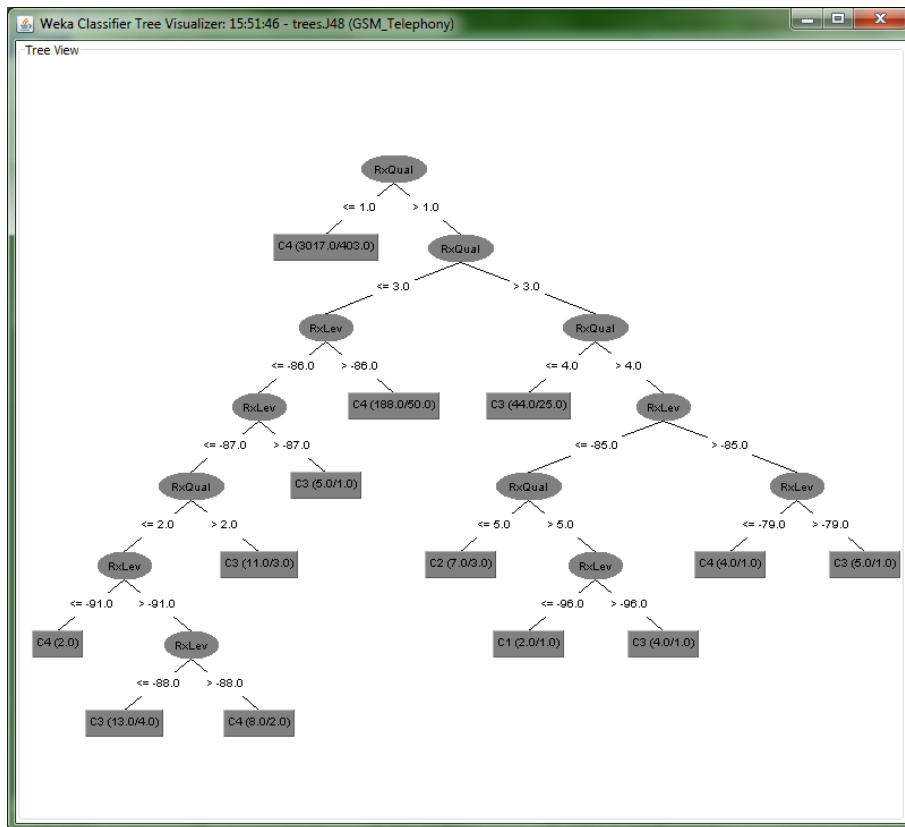 Weka Classifier Tree Visualizer: 15:51:46 - trees.J48 (GSM_Telephony)
Tree View
RxQual
<= 1.0 > 1.0
C4 (3017.0/403.0) RxQual
<= 3.0 > 3.0
RxLev RxQual
<= -86.0 > -86.0 <= 4.0 > 4.0
RxLev C4 (188.0/50.0) C3 (44.0/25.0) RxLev
<= -87.0 > -87.0 <= -85.0 > -85.0
RxQual C3 (5.0/1.0) RxQual RxLev
<= 2.0 > 2.0 <= 5.0 > 5.0 <= -79.0 > -79.0
RxLev C3 (11.0/3.0) C2 (7.0/3.0) RxLev C4 (4.0/1.0) C3 (5.0/1.0)
<= -91.0 > -91.0 <= -96.0 > -96.0
C4 (2.0) RxLev C1 (2.0/1.0) C3 (4.0/1.0)
<= -88.0 > -88.0
C3 (13.0/4.0) C4 (8.0/2.0)